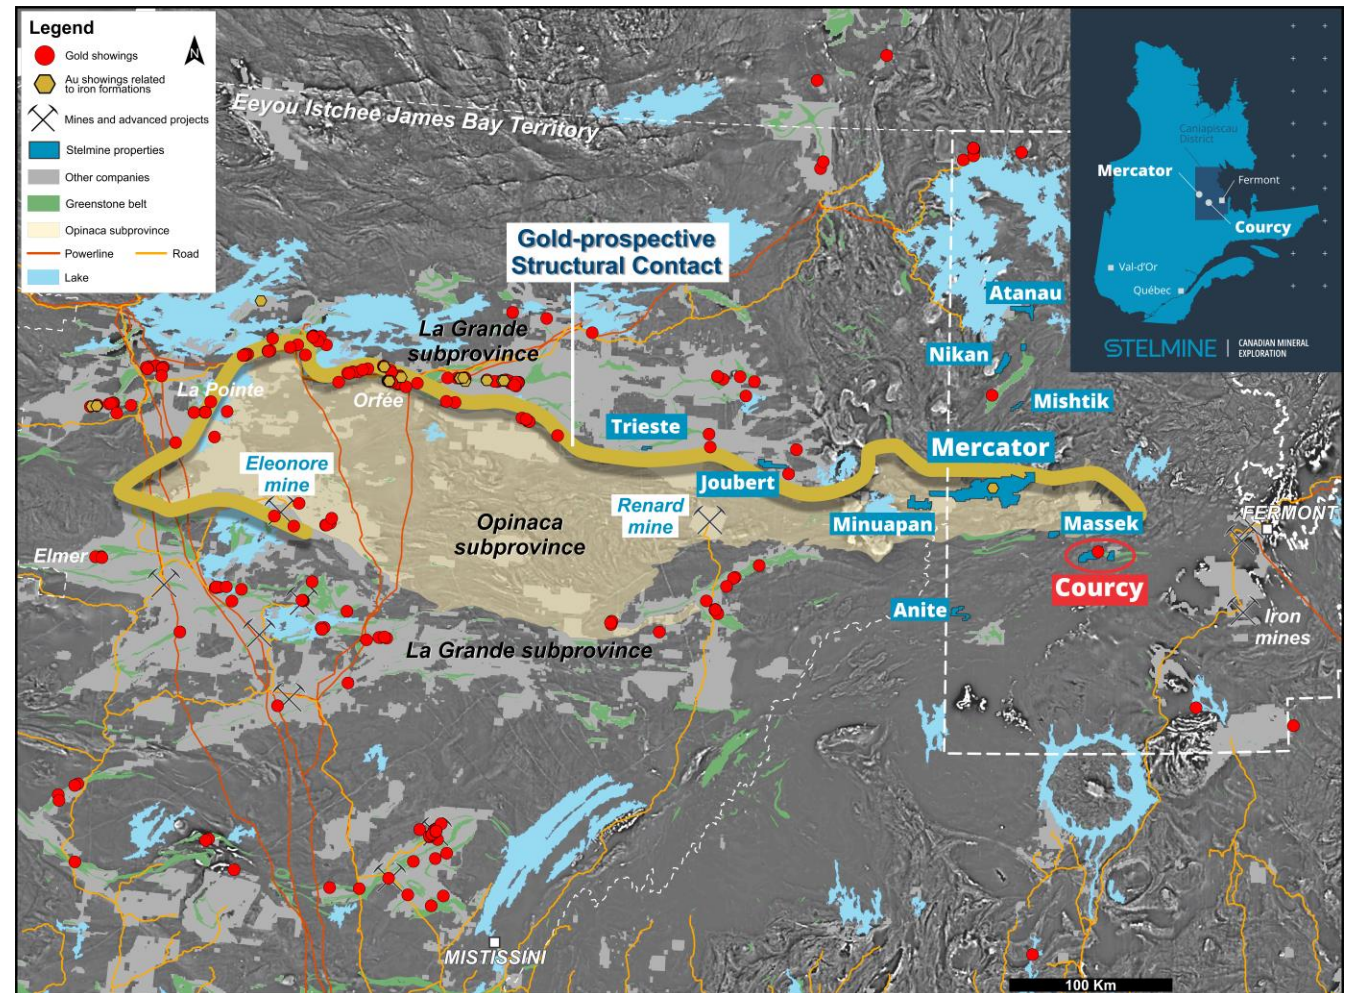 Legend
N
Gold showings
Au showings related
to iron formations
Mines and advanced projects
Stelmine properties
Other companies
Greenstone belt
Opinaca subprovince
Powerline
Road
Lake
Eeyou Istchee James Bay Territory
Gold-prospective
Structural Contact
La Grande
subprovince
La Pointe
Orfée
Eleonore
mine
Opinaca
subprovince
Renard
mine
Elmer
La Grande subprovince
MISTISSINI
Trieste
Joubert
Minuapan
Mercator
Atanau
Nikan
Mishtik
Massek
Courcy
Anite
FERMONT
Iron
mines
100 Km
Caniapiscau
District
Mercator
Fermont
Courcy
Val-d'Or
Québec
STELMINE
CANADIAN MINERAL
EXPLORATION